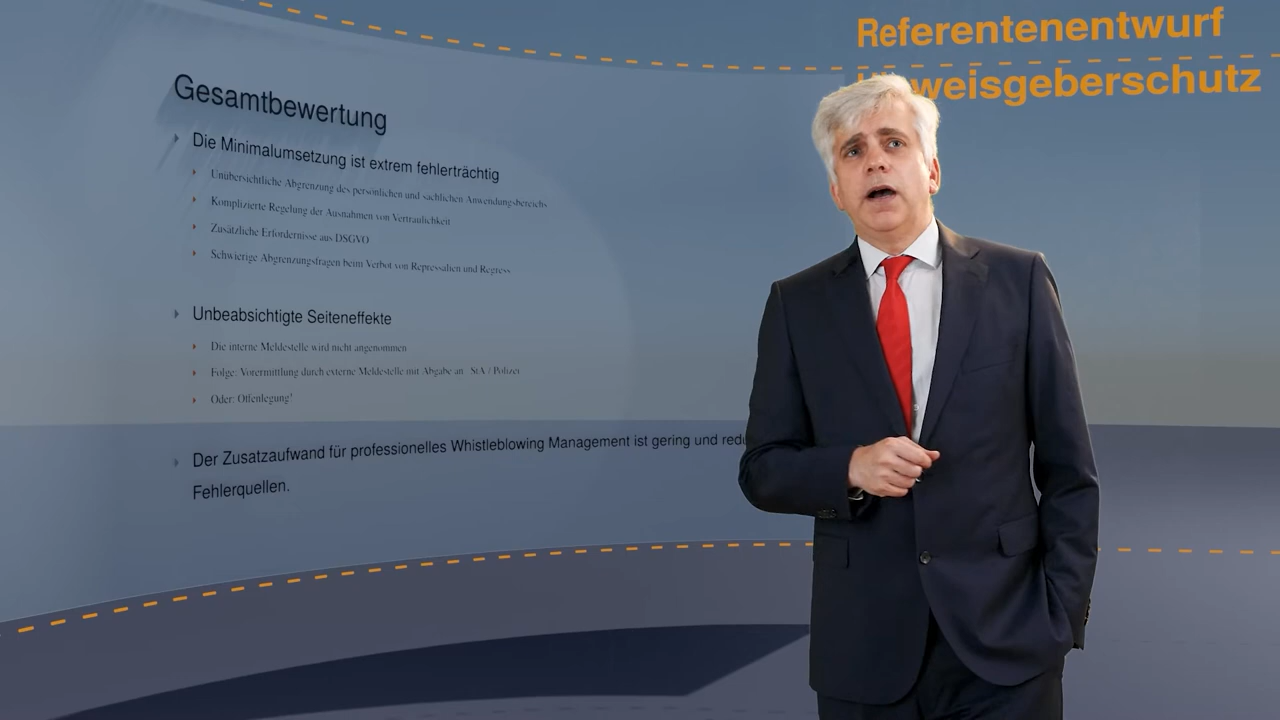 Referentenentwurf
weisgeberschutz
Gesamtbewertung
Die Minimalumsetzung ist extrem fehlerträchtig
Unübersichtliche Abgrenzung des persönlichen und sachlichen Anwendungsbereichs
Komplizierte Regelung der Ausnahmen von Vertraulichkeit
Zusätzliche Erfordernisse aus DSGVO
Schwierige Abgrenzungsfragen beim Verbot von Repressalien und Regress
Unbeabsichtigte Seiteneffekte
Die interne Meldestelle wird nicht angenommen
Folge: Vorermittlung durch externe Meldestelle mit Abgabe an StA / Polizei
Oder: Offenlegung!
Der Zusatzaufwand für professionelles Whistleblowing Management ist gering und
Fehlerquellen.